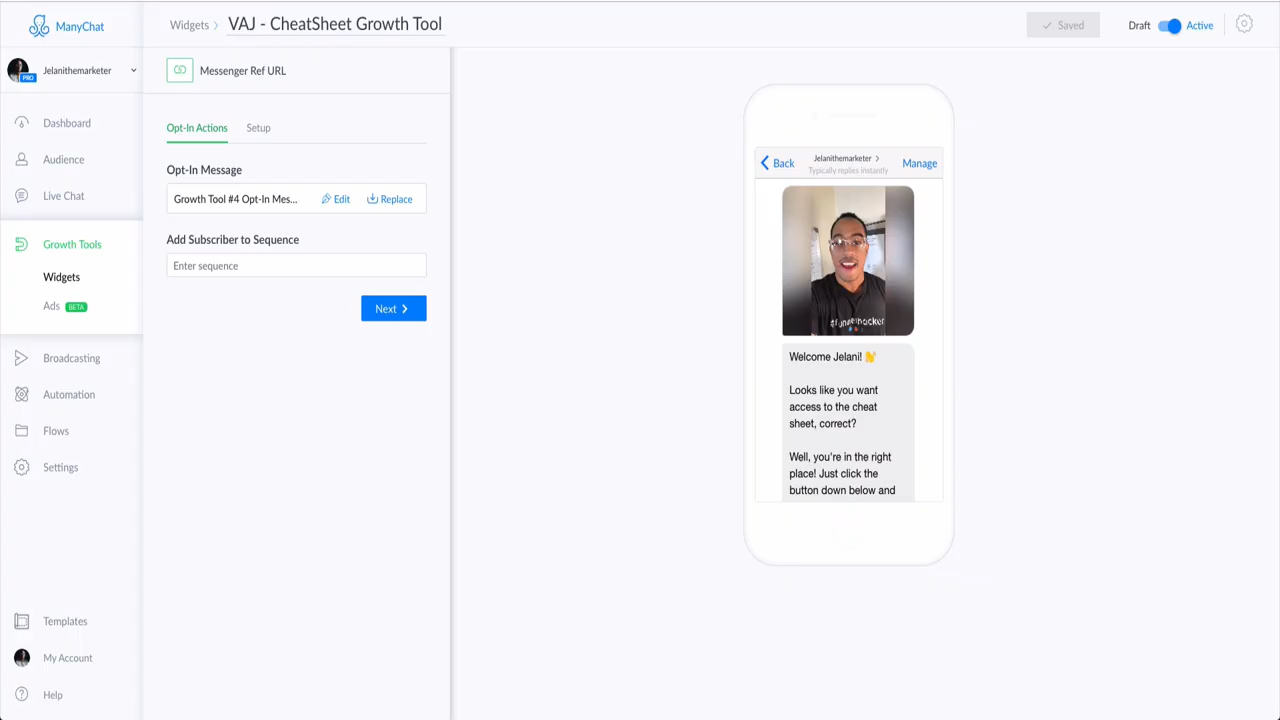 ManyChat
Widgets
VAJ - CheatSheet Growth Tool
Saved
Draft
Active
PRO
Jelanithemarketer
Messenger Ref URL
Dashboard
Audience
Live Chat
Growth Tools
Widgets
Ads BETA
Broadcasting
Automation
Flows
Settings
Templates
My Account
Help
Opt-In Actions
Setup
Opt-In Message
Growth Tool #4 Opt-In Mes...
Edit
Replace
Add Subscriber to Sequence
Enter sequence
Next
Back
Jelanithemarketer
Typically replies instantly
Manage
Welcome Jelani! 👋
Looks like you want
access to the cheat
sheet, correct?
Well, you're in the right
place! Just click the
button down below and